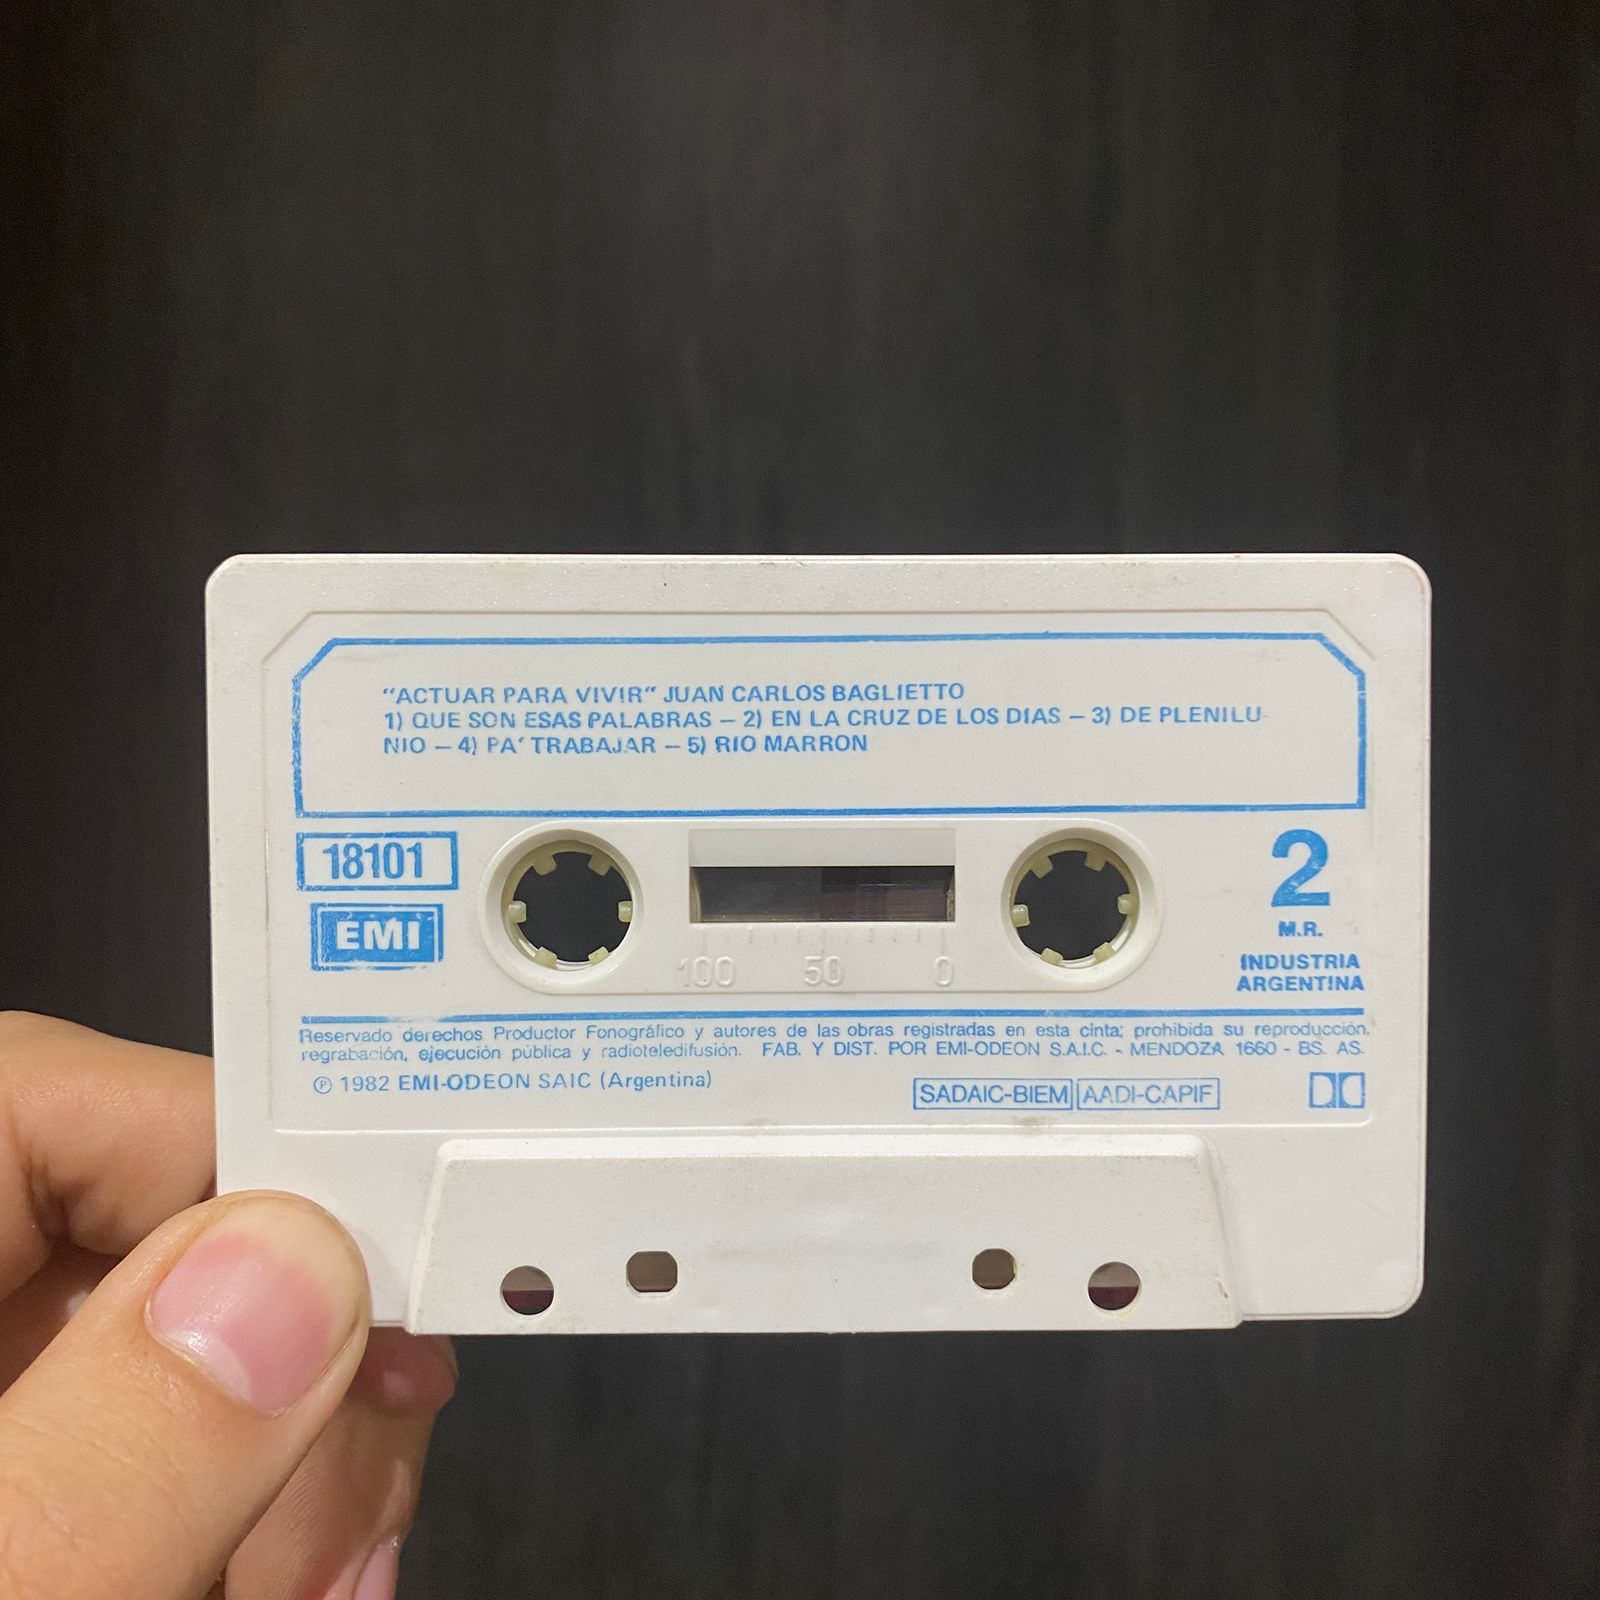 "ACTUAR PARA VIVIR" JUAN CARLOS BAGLIETTO
1) QUE SON ESAS PALABRAS – 2) EN LA CRUZ DE LOS DIAS – 3) DE PLENILU-
NIO – 4) PA' TRABAJAR – 5) RIO MARRON
18101
EMI
100 50 0
2
M.R.
INDUSTRIA
ARGENTINA
Reservado derechos Productor Fonográfico y autores de las obras registradas en esta cinta; prohibida su reproducción,
regrabación, ejecución pública y radioteledifusión. FAB. Y DIST. POR EMI-ODEON S.A.I.C. - MENDOZA 1660 - BS. AS.
℗ 1982 EMI-ODEON SAIC (Argentina)
SADAIC-BIEM AADI-CAPIF